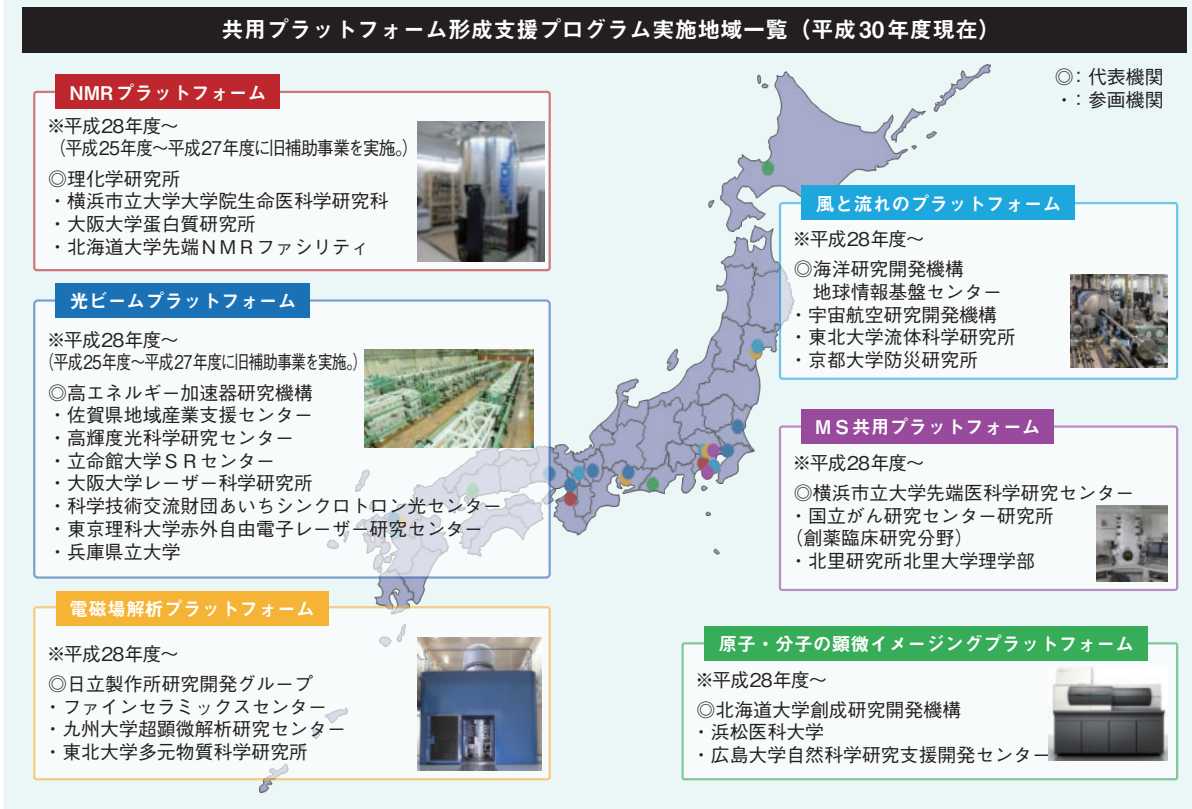 共用プラットフォーム形成支援プログラム実施地域一覧（平成30年度現在）
◎：代表機関
・：参画機関
NMRプラットフォーム
※平成28年度～
（平成25年度～平成27年度に旧補助事業を実施。）
◎理化学研究所
・横浜市立大学大学院生命医科学研究科
・大阪大学蛋白質研究所
・北海道大学先端NMRファシリティ
光ビームプラットフォーム
※平成28年度～
(平成25年度～平成27年度に旧補助事業を実施。)
◎高エネルギー加速器研究機構
・佐賀県地域産業支援センター
・高輝度光科学研究センター
・立命館大学SRセンター
・大阪大学レーザー科学研究所
・科学技術交流財団あいちシンクロトロン光センター
・東京理科大学赤外自由電子レーザー研究センター
・兵庫県立大学
電磁場解析プラットフォーム
※平成28年度～
◎日立製作所研究開発グループ
・ファインセラミックスセンター
・九州大学超顕微解析研究センター
・東北大学多元物質科学研究所
風と流れのプラットフォーム
※平成28年度～
◎海洋研究開発機構
地球情報基盤センター
・宇宙航空研究開発機構
・東北大学流体科学研究所
・京都大学防災研究所
MS共用プラットフォーム
※平成28年度～
◎横浜市立大学先端医科学研究センター
・国立がん研究センター研究所
（創薬臨床研究分野）
・北里研究所北里大学理学部
原子・分子の顕微イメージングプラットフォーム
※平成28年度～
◎北海道大学創成研究開発機構
・浜松医科大学
・広島大学自然科学研究支援開発センター